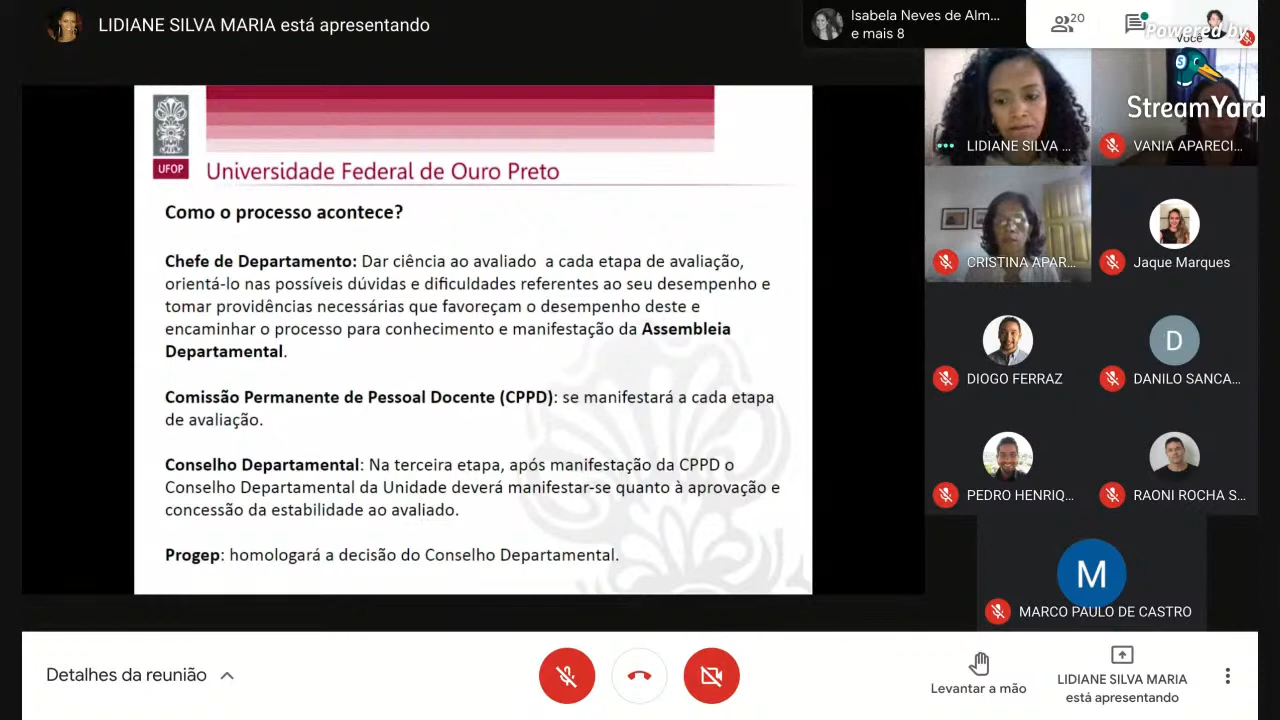 LIDIANE SILVA MARIA está apresentando
Isabela Neves de Alm...
e mais 8
20
Você
Powered by
StreamYard
UFOP
Universidade Federal de Ouro Preto
Como o processo acontece?
Chefe de Departamento: Dar ciência ao avaliado a cada etapa de avaliação,
orientá-lo nas possíveis dúvidas e dificuldades referentes ao seu desempenho e
tomar providências necessárias que favoreçam o desempenho deste e
encaminhar o processo para conhecimento e manifestação da Assembleia
Departamental.
Comissão Permanente de Pessoal Docente (CPPD): se manifestará a cada etapa
de avaliação.
Conselho Departamental: Na terceira etapa, após manifestação da CPPD o
Conselho Departamental da Unidade deverá manifestar-se quanto à aprovação e
concessão da estabilidade ao avaliado.
Progep: homologará a decisão do Conselho Departamental.
LIDIANE SILVA ...
VANIA APARECI...
CRISTINA APAR...
Jaque Marques
DIOGO FERRAZ
D
DANILO SANCA...
PEDRO HENRIQ...
RAONI ROCHA S...
M
MARCO PAULO DE CASTRO
Detalhes da reunião
Levantar a mão
LIDIANE SILVA MARIA
está apresentando